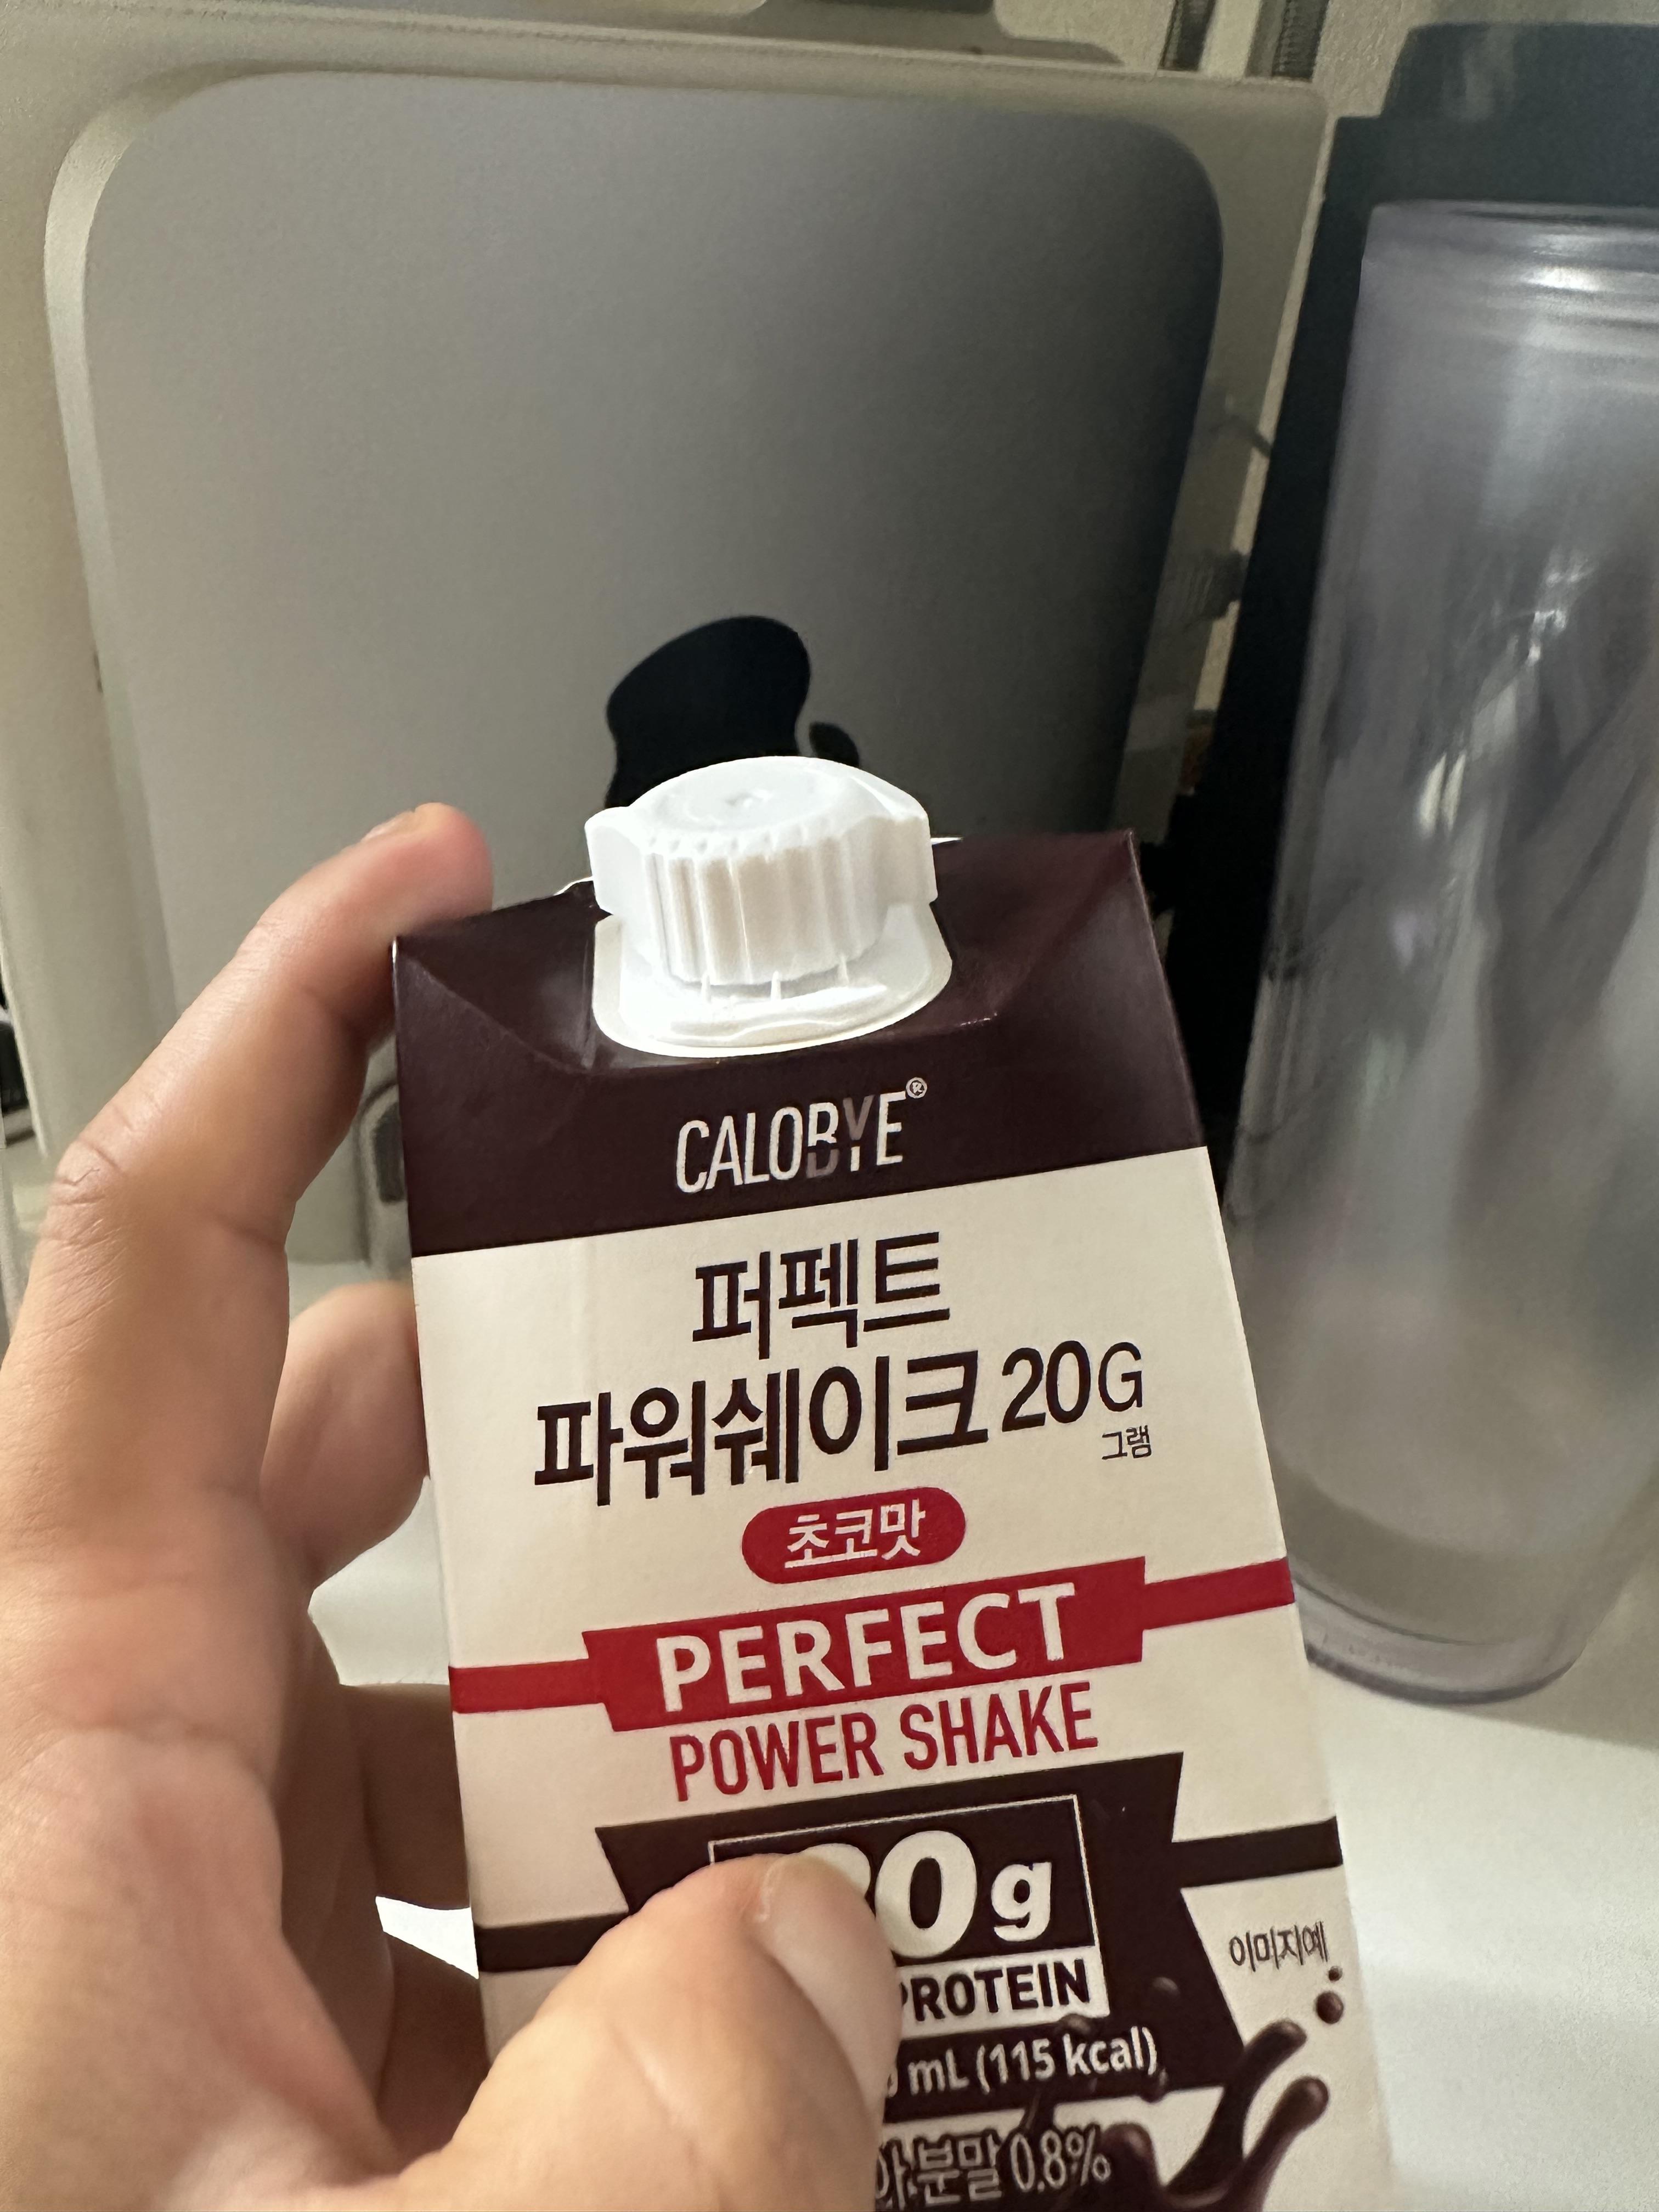 CALOBYE®
퍼펙트
파워쉐이크 20G
그램
초코맛
PERFECT
POWER SHAKE
g
PROTEIN
이미지예
mL (115 kcal)
분말 0.8%